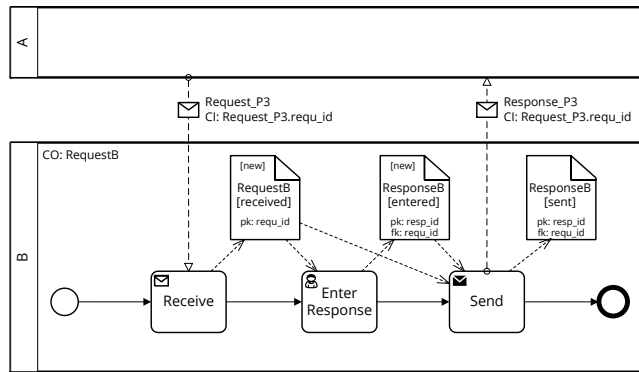 A
Request_P3
CI: Request_P3.requ_id
Response_P3
CI: Request_P3.requ_id
B
CO: RequestB
[new]
RequestB
[received]
pk: requ_id
[new]
ResponseB
[entered]
pk: resp_id
fk: requ_id
ResponseB
[sent]
pk: resp_id
fk: requ_id
Receive
Enter
Response
Send